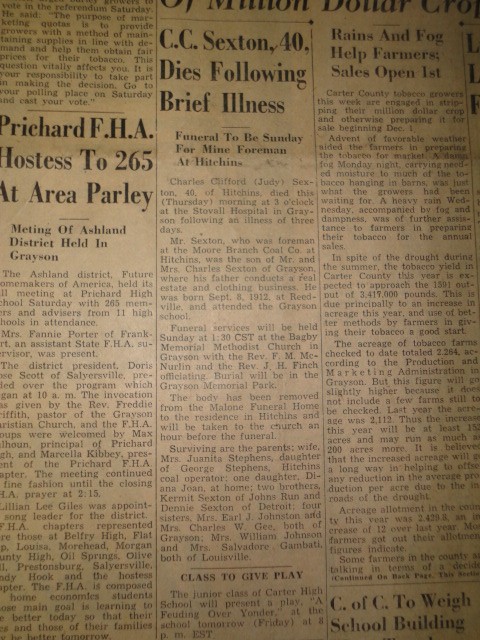 vote in the referendum Saturday.
He said: "The purpose of mar-
keting quotas is to provide
growers with a method of main-
taining supplies in line with de-
mand and help them obtain fair
prices for their tobacco. This
question vitally affects you. It is
your responsibility to take part
in making the decision. Go to
your polling place on Saturday
and cast your vote."
Prichard F.H.A.
Hostess To 265
At Area Parley
Meting Of Ashland
District Held In
Grayson
The Ashland district, Future
Homemakers of America, held its
meeting at Prichard High
School Saturday with 265 mem-
bers and advisers from 11 high
schools in attendance.
Mrs. Fannie Porter of Frank-
fort, an assistant State F.H.A. su-
pervisor, was present.
The district president, Doris
Scott of Salyersville, pre-
sided over the program which
began at 10 a. m. The invocation
was given by the Rev. Freddie
Griffith, pastor of the Grayson
Christian Church, and the F.H.A.
groups were welcomed by Max
Calhoun, principal of Prichard
High, and Marcella Kibbey, pres-
ident of the Prichard F.H.A.
chapter. The meeting continued
fine fashion until the closing
F.H.A. prayer at 2:15.
Lillian Lee Giles was appoint-
ed song leader for the district.
F.H.A. chapters represented
were those at Belfry High, Flat
Gap, Louisa, Morehead, Morgan
County High, Oil Springs, Olive
Hill, Prestonsburg, Salyersville,
Sandy Hook and the hostess
chapter. The F.H.A. is composed
of home economics students
whose main goal is learning to
live better today so that their
lives and those of their families
may be better tomorrow.
Of Million Dollar Crop
C.C. Sexton, 40,
Dies Following
Brief Illness
Funeral To Be Sunday
For Mine Foreman
At Hitchins
Charles Clifford (Judy) Sex-
ton, 40, of Hitchins, died this
(Thursday) morning at 3 o'clock
at the Stovall Hospital in Gray-
son following an illness of three
days.
Mr. Sexton, who was foreman
at the Moore Branch Coal Co. at
Hitchins, was the son of Mr. and
Mrs. Charles Sexton of Grayson,
where his father conducts a real
estate and clothing business. He
was born Sept. 8, 1912, at Reed-
ville, and attended the Grayson
school.
Funeral services will be held
Sunday at 1:30 CST at the Bagby
Memorial Methodist Church in
Grayson with the Rev. F. M. Mc-
Nurlin and the Rev. J. H. Finch
officiating. Burial will be in the
Grayson Memorial Park.
The body has been removed
from the Malone Funeral Home
to the residence in Hitchins and
will be taken to the church an
hour before the funeral.
Surviving are the parents; wife,
Mrs. Juanita Stephens, daughter
of George Stephens, Hitchins
coal operator; one daughter, Di-
ana Joan, at home; two brothers,
Kermit Sexton of Johns Run and
Dennie Sexton of Detroit; four
sisters, Mrs. Earl J. Johnston and
Mrs. Charles W. Gee, both of
Grayson; Mrs. William Johnson
and Mrs. Salvadore Gambati,
both of Louisville.
CLASS TO GIVE PLAY
The junior class of Carter High
School will present a play, "A
Feuding Over Yonder," at the
school tomorrow (Friday) at 8
p. m. EST
Rains And Fog
Help Farmers;
Sales Open 1st
Carter County tobacco growers
this week are engaged in strip-
ping their million dollar crop
and otherwise preparing it for
sale beginning Dec. 1.
Advent of favorable weather
aided the farmers in preparing
the tobacco for market. A damp
fog Monday night, carrying need-
ed moisture to much of the to-
bacco hanging in barns, was just
what the growers had been
waiting for. A heavy rain Wed-
nesday, accompanied by fog and
dampness, was of further assis-
tance to farmers in preparing
their tobacco for the annual
sales.
In spite of the drought during
the summer, the tobacco yield in
Carter County this year is ex-
pected to approach the 1951 out-
put of 3,417,000 pounds. This is
due principally to an increase in
acreage this year, and use of bet-
ter methods by farmers in giv-
ing their tobacco a good start.
The acreage of tobacco farms
checked to date totaled 2,264, ac-
cording to the Production and
Marketing Administration in
Grayson. But this figure will go
slightly higher because it does
not include a few farms still to
be checked. Last year the acre-
age was 2,112. Thus the increase
this year will be at least 152
acres and may run as much as
200 acres more. It is believed
that the increased acreage will go
a long way in helping to offset
any reduction in the average pro-
duction per acre due to the
ravages of the drought.
Acreage allotment in the coun-
ty this year was 2,429.8, an in-
crease of 12 over last year. Most
farmers got out their allotment,
figures indicate.
Some farmers in the county are
talking in terms of a decid-
(Continued On Back Page, This Section)
C. of C. To Weigh
School Building